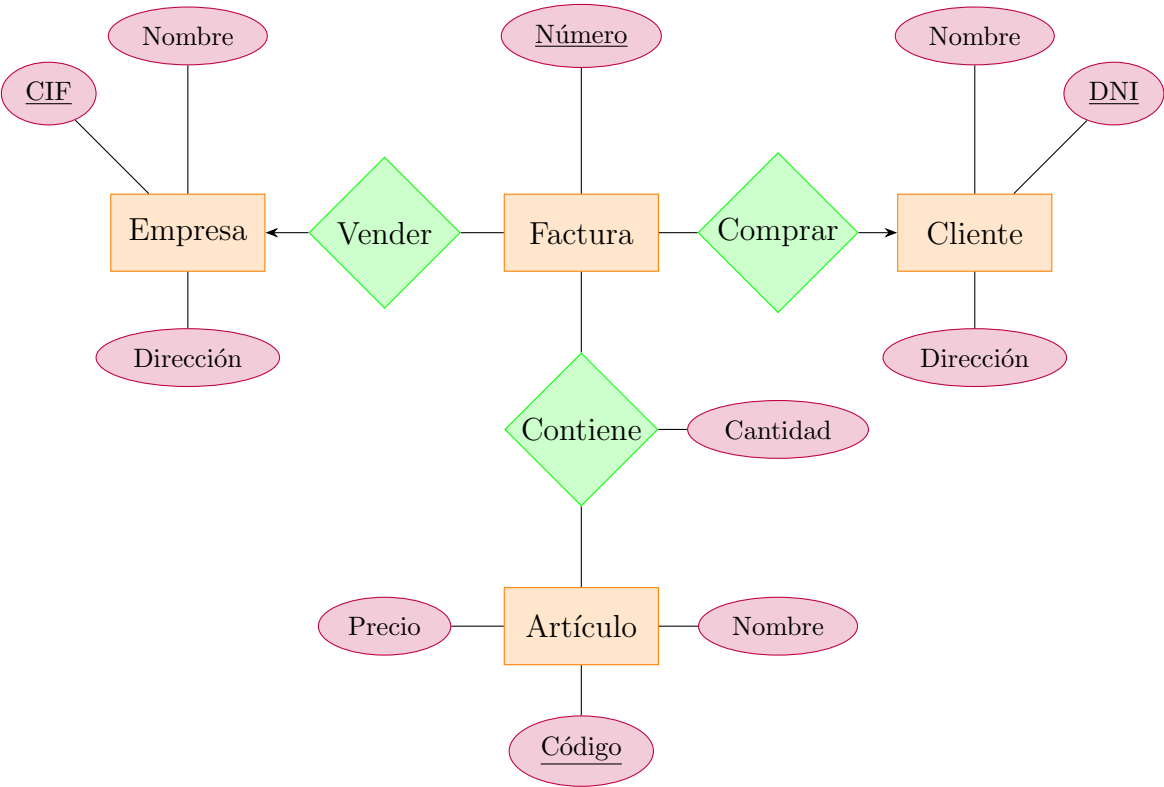 Nombre
Número
Nombre
CIF
DNI
Empresa
Vender
Factura
Comprar
Cliente
Dirección
Dirección
Contiene
Cantidad
Precio
Artículo
Nombre
Código